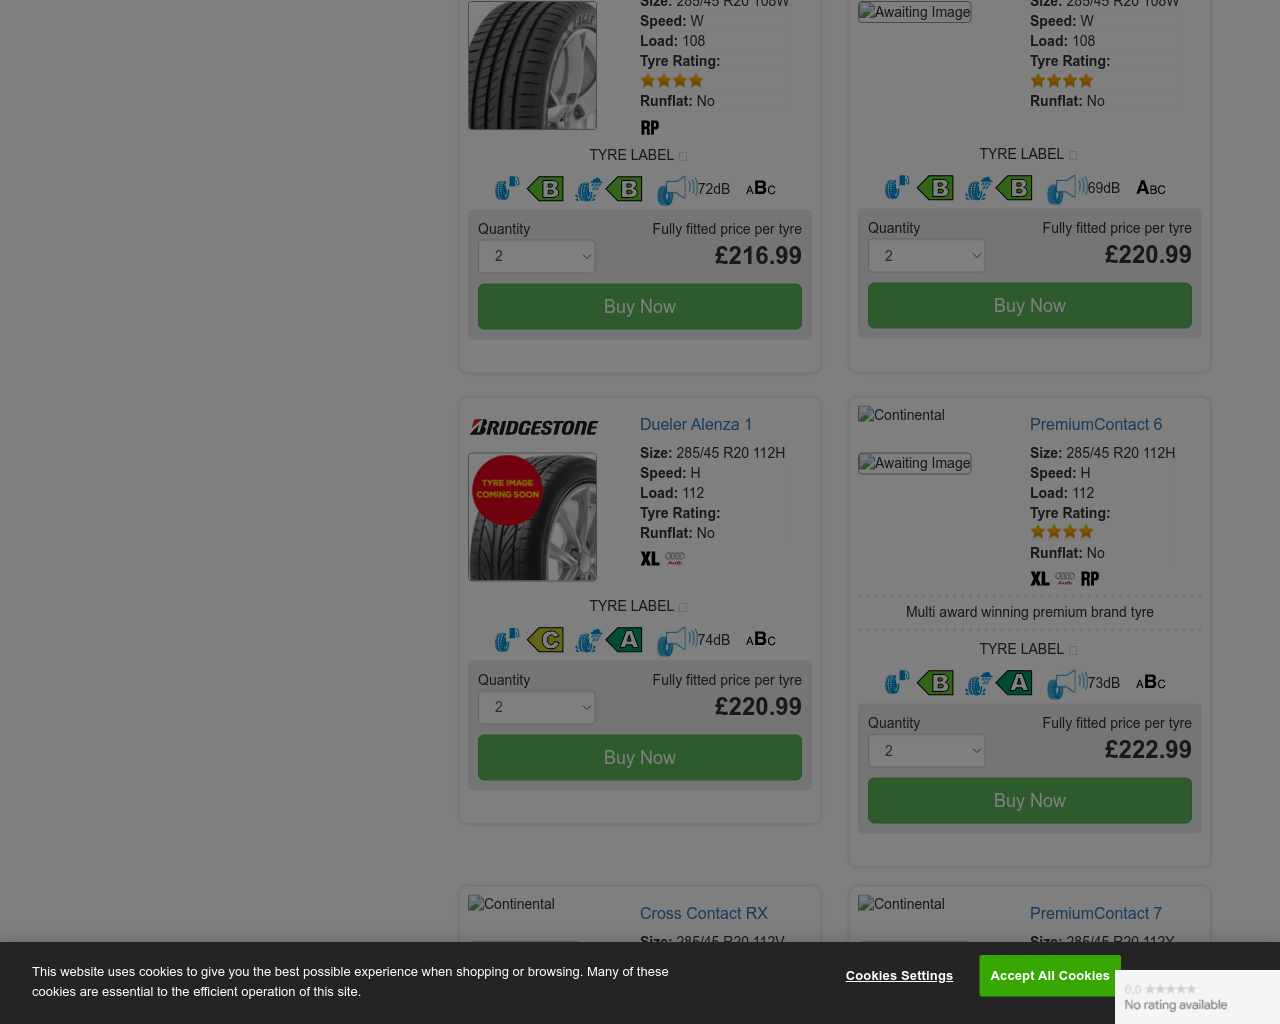 Size: 285/45 R20 108W
Speed: W
Load: 108
Tyre Rating:
Runflat: No
RP
TYRE LABEL
B B 72dB ABC
Quantity Fully fitted price per tyre
2 £216.99
Buy Now
Awaiting Image
Size: 285/45 R20 108W
Speed: W
Load: 108
Tyre Rating:
Runflat: No
TYRE LABEL
B B 69dB ABC
Quantity Fully fitted price per tyre
2 £220.99
Buy Now
BRIDGESTONE
TYRE IMAGE
COMING SOON
Dueler Alenza 1
Size: 285/45 R20 112H
Speed: H
Load: 112
Tyre Rating:
Runflat: No
XL Audi
TYRE LABEL
C A 74dB ABC
Quantity Fully fitted price per tyre
2 £220.99
Buy Now
Continental
Awaiting Image
PremiumContact 6
Size: 285/45 R20 112H
Speed: H
Load: 112
Tyre Rating:
Runflat: No
XL Audi RP
Multi award winning premium brand tyre
TYRE LABEL
B A 73dB ABC
Quantity Fully fitted price per tyre
2 £222.99
Buy Now
Continental
Cross Contact RX
Size: 285/45 R20 112V
Continental
PremiumContact 7
Size: 285/45 R20 112Y
This website uses cookies to give you the best possible experience when shopping or browsing. Many of these
cookies are essential to the efficient operation of this site.
Cookies Settings
Accept All Cookies
0.0
No rating available